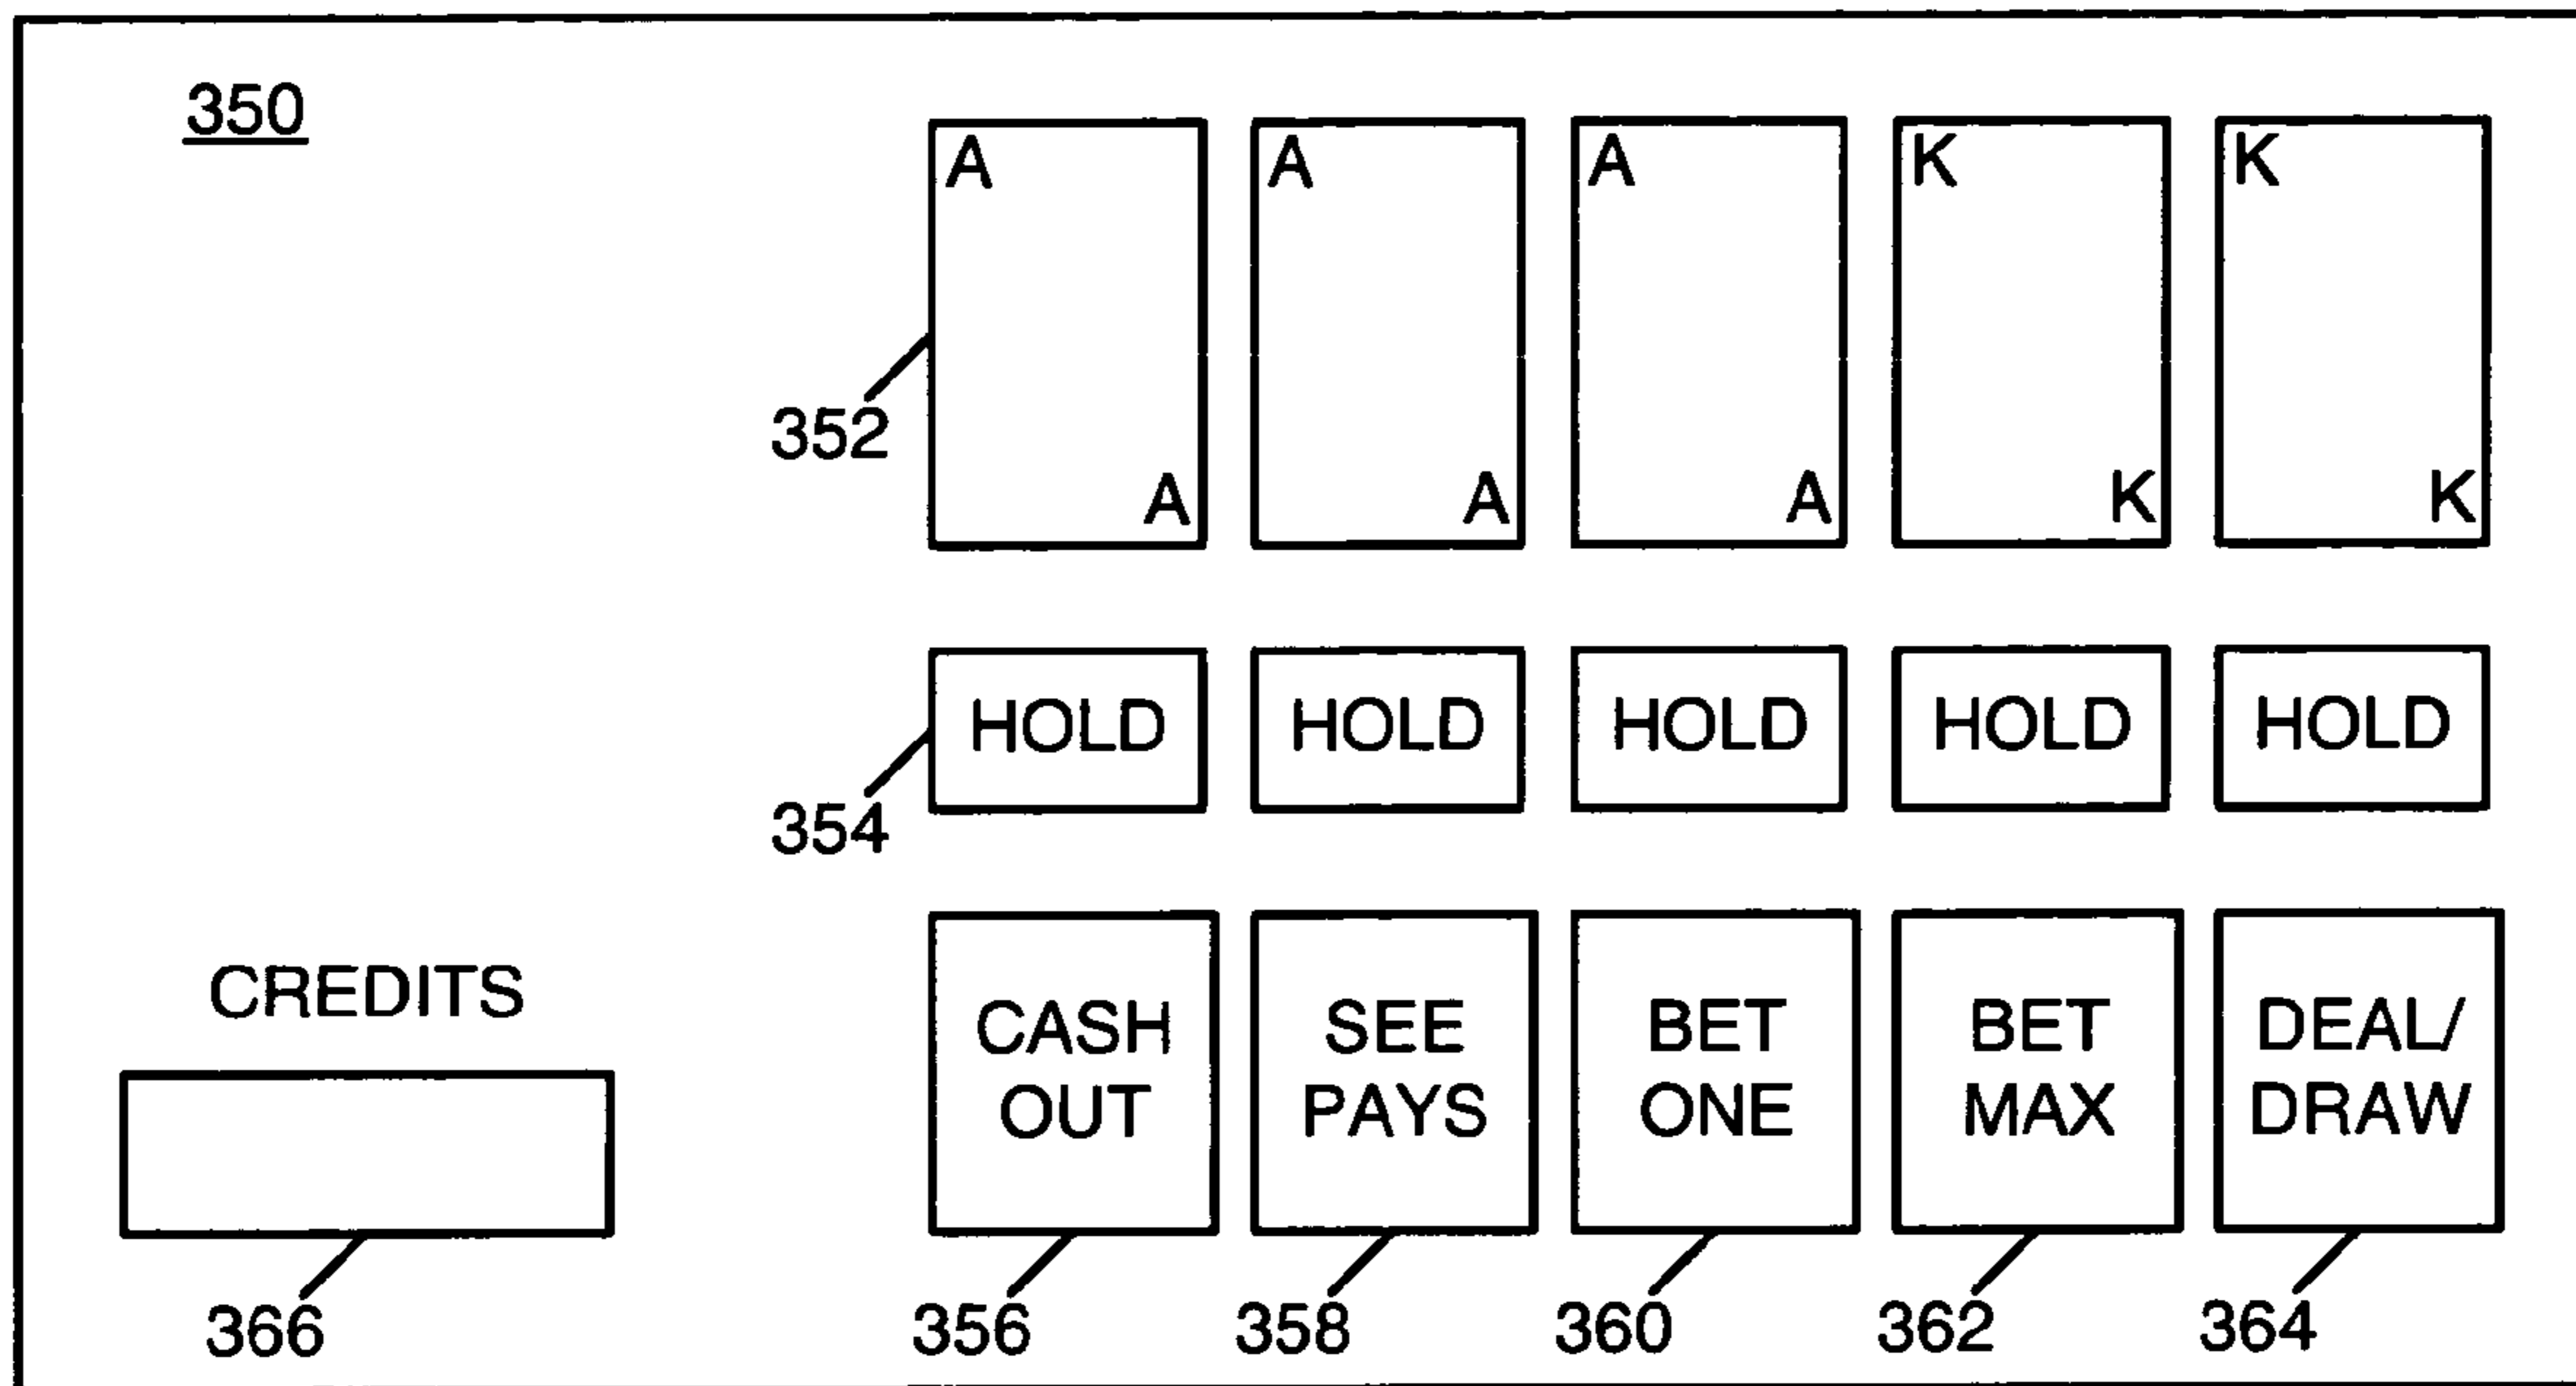 350
A A A K K
352
A A A K K
HOLD HOLD HOLD HOLD HOLD
354
CREDITS
CASH OUT
SEE PAYS
BET ONE
BET MAX
DEAL/ DRAW
366 356 358 360 362 364